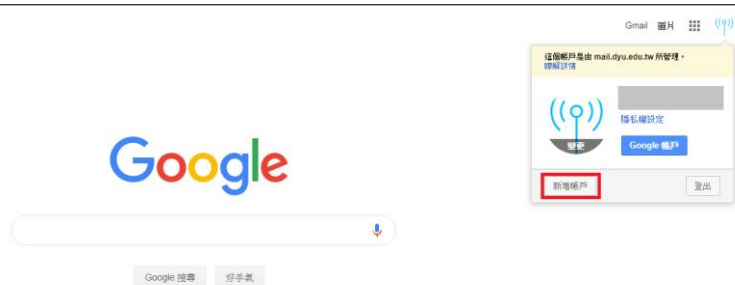 Gmail 圖片
這個帳戶是由 mail.dyu.edu.tw 所管理。
瞭解詳情
隱私權設定
變更
Google 帳戶
Google
新增帳戶
登出
Google 搜尋
好手氣